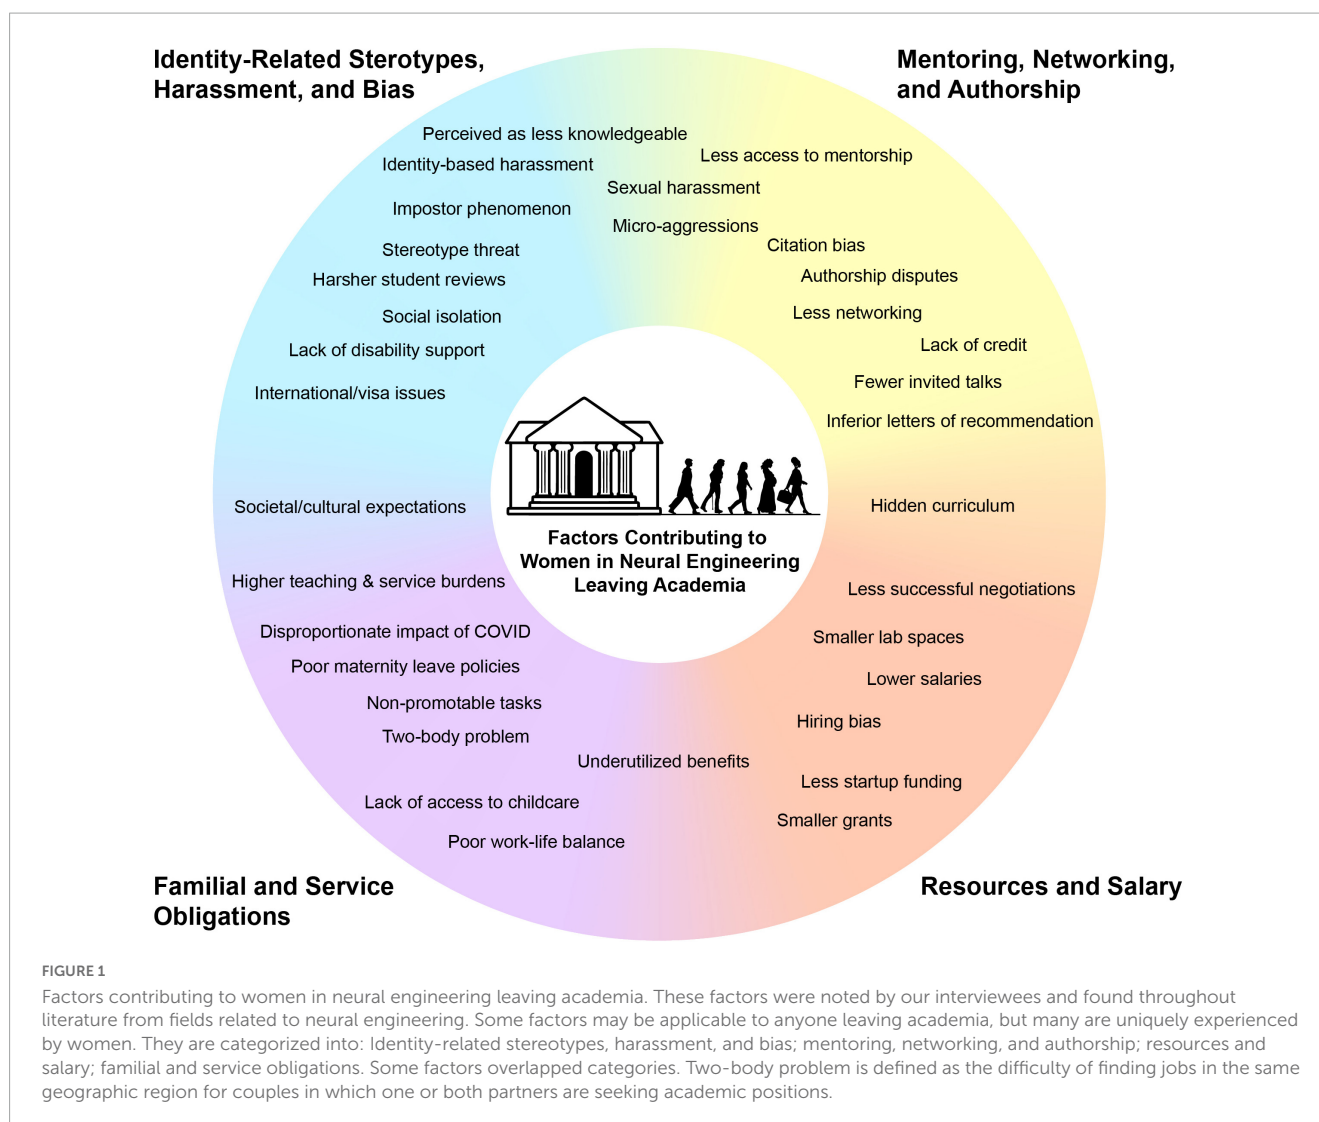 Identity-Related Sterotypes,
Harassment, and Bias
Mentoring, Networking,
and Authorship
Perceived as less knowledgeable
Identity-based harassment
Impostor phenomenon
Stereotype threat
Harsher student reviews
Social isolation
Lack of disability support
International/visa issues
Less access to mentorship
Sexual harassment
Micro-aggressions
Citation bias
Authorship disputes
Less networking
Lack of credit
Fewer invited talks
Inferior letters of recommendation
Factors Contributing to
Women in Neural Engineering
Leaving Academia
Societal/cultural expectations
Higher teaching & service burdens
Disproportionate impact of COVID
Poor maternity leave policies
Non-promotable tasks
Two-body problem
Underutilized benefits
Lack of access to childcare
Poor work-life balance
Hidden curriculum
Less successful negotiations
Smaller lab spaces
Lower salaries
Hiring bias
Less startup funding
Smaller grants
Familial and Service
Obligations
Resources and Salary
FIGURE 1
Factors contributing to women in neural engineering leaving academia. These factors were noted by our interviewees and found throughout
literature from fields related to neural engineering. Some factors may be applicable to anyone leaving academia, but many are uniquely experienced
by women. They are categorized into: Identity-related stereotypes, harassment, and bias; mentoring, networking, and authorship; resources and
salary; familial and service obligations. Some factors overlapped categories. Two-body problem is defined as the difficulty of finding jobs in the same
geographic region for couples in which one or both partners are seeking academic positions.